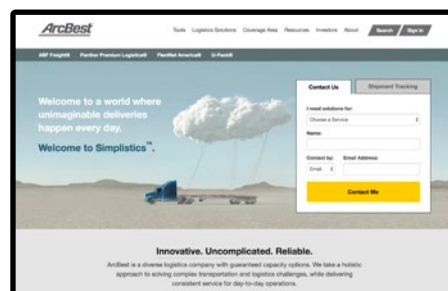 ArcBest
Tools Logistics Solutions Coverage Area Resources Investors About Search Sign In
ABF Freight® Panther Premium Logistics® FleetNet America® U-Pack®
Welcome to a world where
unimaginable deliveries
happen every day.
Welcome to Simplistics™.
Contact Us Shipment Tracking
I need solutions for:
Choose a Service
Name:
Contact by: Email Address:
Email
Contact Me
Innovative. Uncomplicated. Reliable.
ArcBest is a diverse logistics company with guaranteed capacity options. We take a holistic
approach to solving complex transportation and logistics challenges, while delivering
consistent service for day-to-day operations.